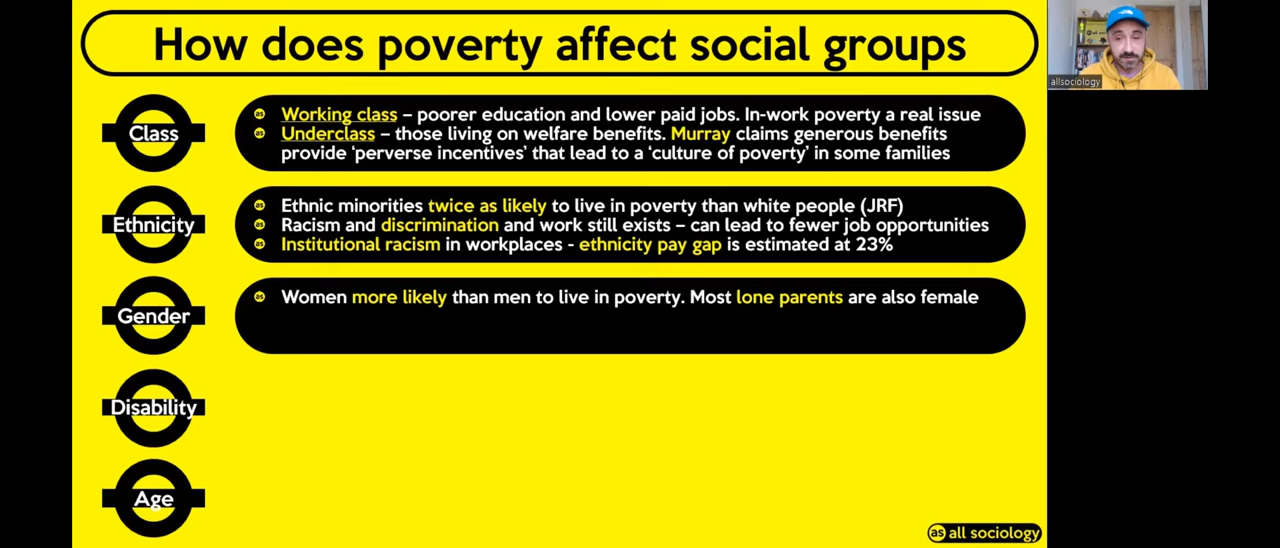 How does poverty affect social groups
allsociology
Class
Working class – poorer education and lower paid jobs. In-work poverty a real issue
Underclass – those living on welfare benefits. Murray claims generous benefits
provide ‘perverse incentives’ that lead to a ‘culture of poverty’ in some families
Ethnicity
Ethnic minorities twice as likely to live in poverty than white people (JRF)
Racism and discrimination and work still exists – can lead to fewer job opportunities
Institutional racism in workplaces - ethnicity pay gap is estimated at 23%
Gender
Women more likely than men to live in poverty. Most lone parents are also female
Disability
Age
as all sociology